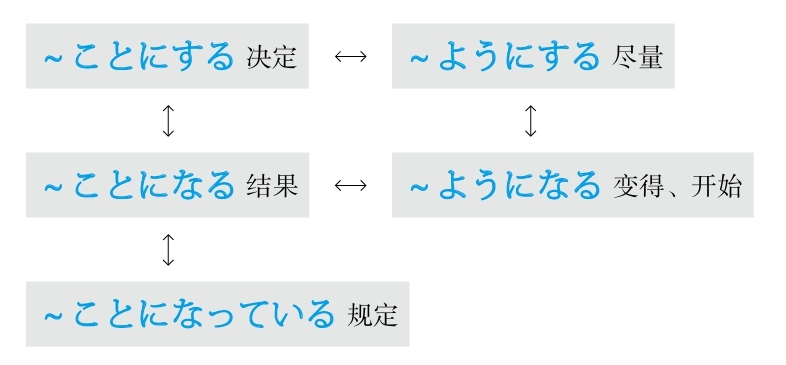 ~ことにする 决定 ↔ ~ようにする 尽量
~ことになる 结果 ↔ ~ようになる 变得、开始
~ことになっている 规定